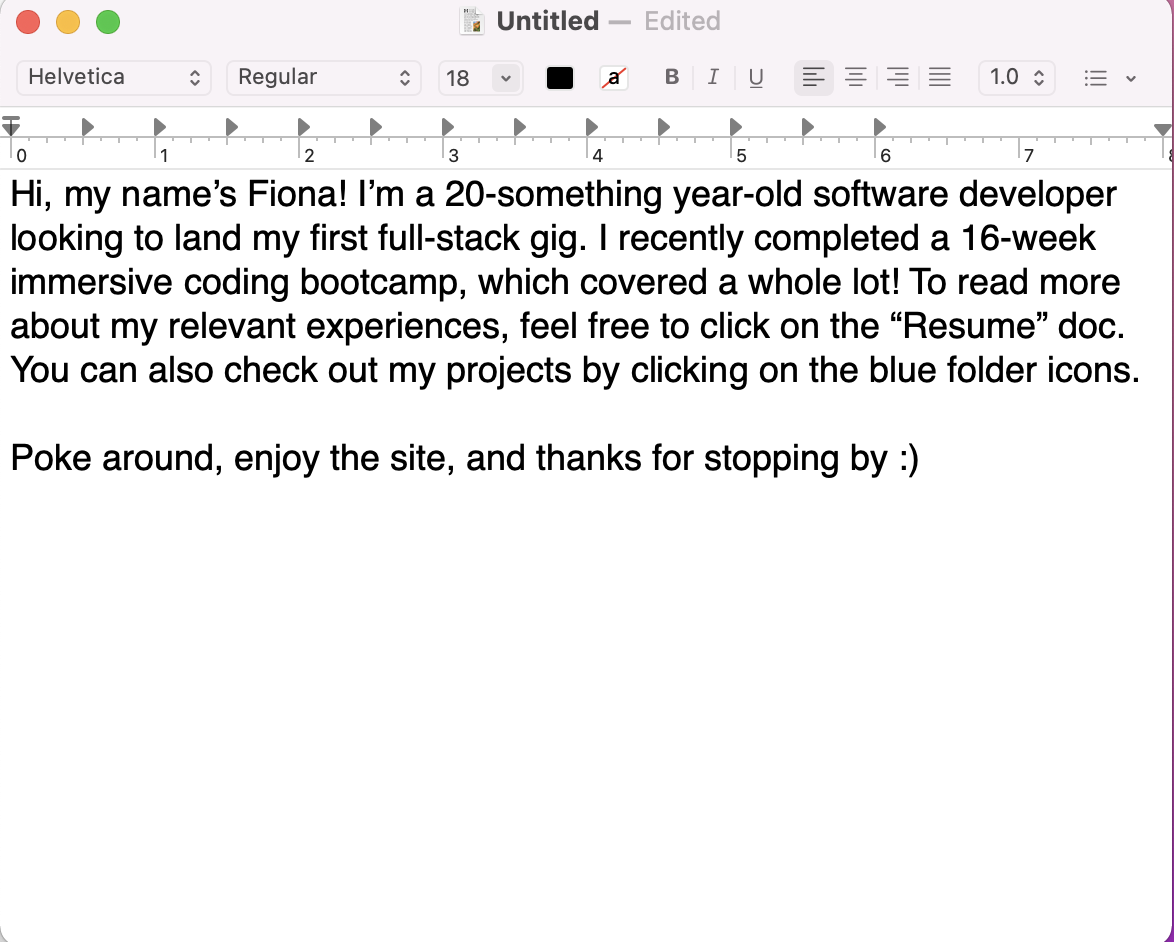 Untitled — Edited
Helvetica Regular 18 a B I U 1.0
0 1 2 3 4 5 6 7 8
Hi, my name’s Fiona! I’m a 20-something year-old software developer
looking to land my first full-stack gig. I recently completed a 16-week
immersive coding bootcamp, which covered a whole lot! To read more
about my relevant experiences, feel free to click on the “Resume” doc.
You can also check out my projects by clicking on the blue folder icons.
Poke around, enjoy the site, and thanks for stopping by :)